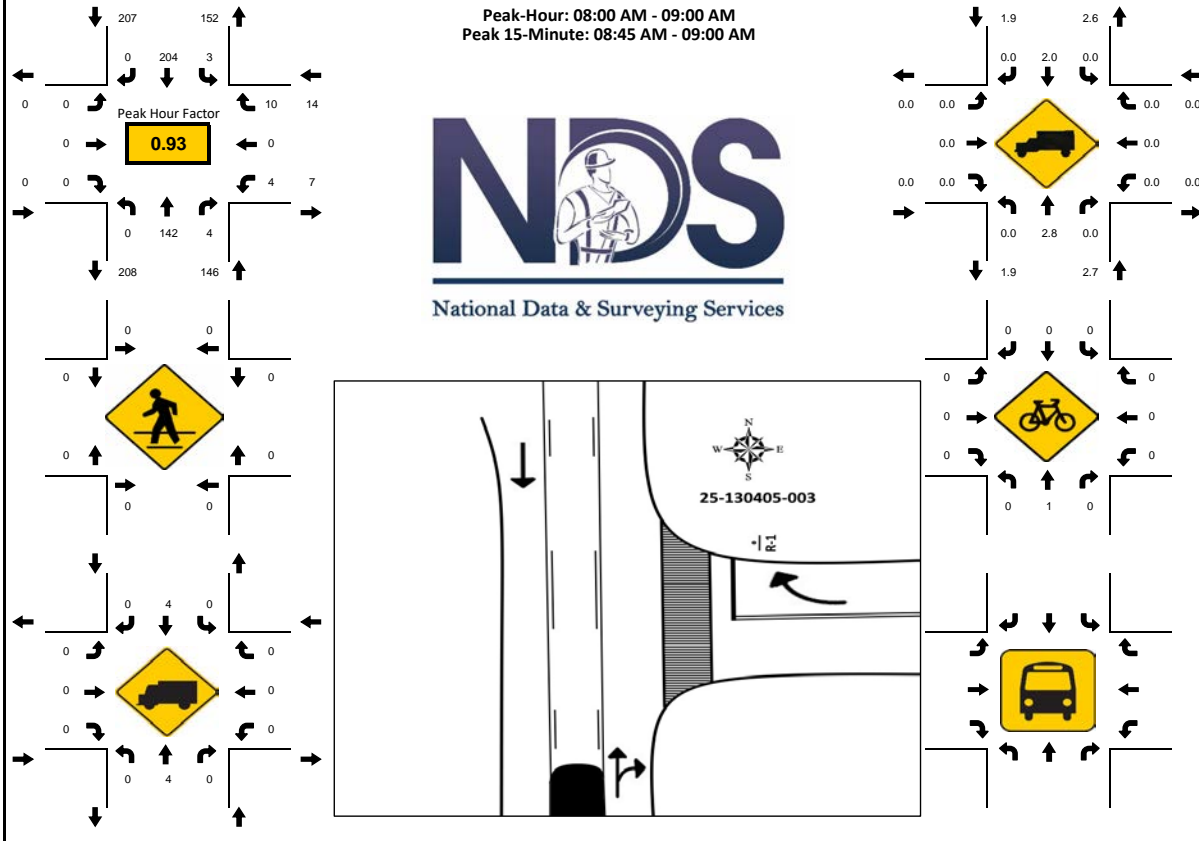 Peak-Hour: 08:00 AM - 09:00 AM
Peak 15-Minute: 08:45 AM - 09:00 AM
207 152
0 204 3
0 0 10 14
Peak Hour Factor
0 0.93 0
0 0 4 7
0 142 4
208 146
NDS
National Data & Surveying Services
1.9 2.6
0.0 2.0 0.0
0.0 0.0 0.0 0.0
0.0 0.0
0.0 0.0 0.0 0.0
0.0 2.8 0.0
1.9 2.7
0 0
0 0
0 0
0 0
0 0 0
0 0
0 0
0 0
0 1 0
N
W E
S
25-130405-003
R-1
0 4 0
0 0
0 0
0 0
0 4 0